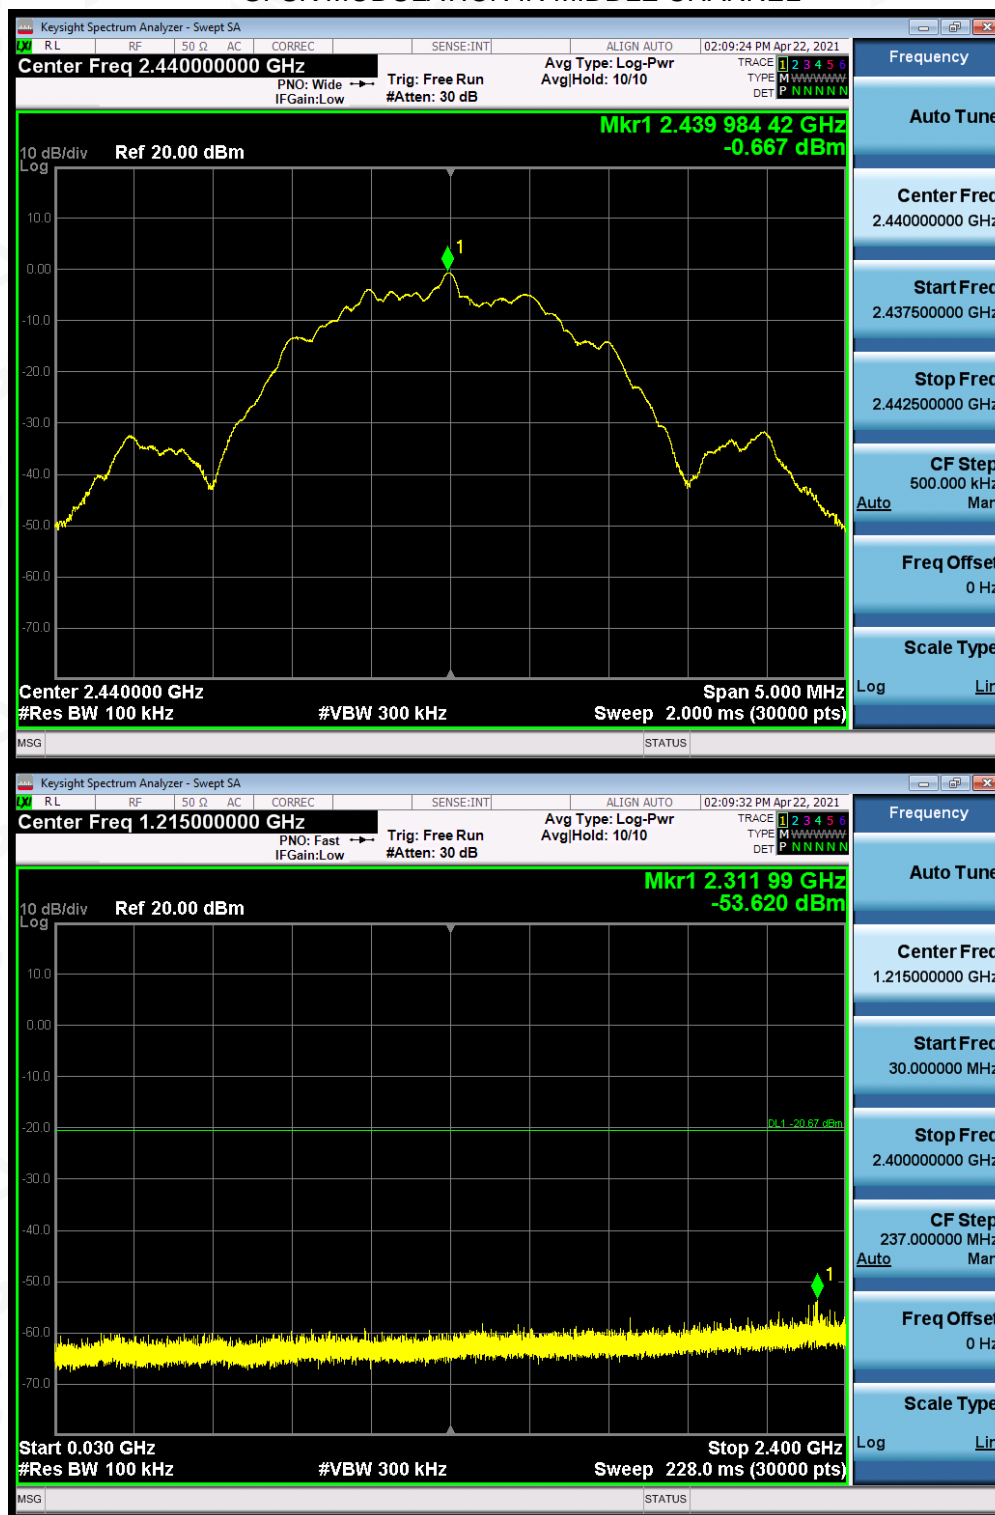 GFSK MODULATION IN MIDDLE CHANNEL
Keysight Spectrum Analyzer - Swept SA
LXI RL RF 50 Ω AC CORREC SENSE:INT ALIGN AUTO 02:09:24 PM Apr 22, 2021
Center Freq 2.440000000 GHz
PNO: Wide
IFGain:Low
Trig: Free Run
#Atten: 30 dB
Avg Type: Log-Pwr
Avg|Hold: 10/10
TRACE 1 2 3 4 5 6
TYPE M WWWWW
DET P N N N N N
Mkr1 2.439 984 42 GHz
-0.667 dBm
10 dB/div Ref 20.00 dBm
Log
10.0
0.00
-10.0
-20.0
-30.0
-40.0
-50.0
-60.0
-70.0
1
Center 2.440000 GHz Span 5.000 MHz
#Res BW 100 kHz #VBW 300 kHz Sweep 2.000 ms (30000 pts)
MSG STATUS
Frequency
Auto Tune
Center Freq
2.440000000 GHz
Start Freq
2.437500000 GHz
Stop Freq
2.442500000 GHz
CF Step
500.000 kHz
Auto Man
Freq Offset
0 Hz
Scale Type
Log Lin
Keysight Spectrum Analyzer - Swept SA
LXI RL RF 50 Ω AC CORREC SENSE:INT ALIGN AUTO 02:09:32 PM Apr 22, 2021
Center Freq 1.215000000 GHz
PNO: Fast
IFGain:Low
Trig: Free Run
#Atten: 30 dB
Avg Type: Log-Pwr
Avg|Hold: 10/10
TRACE 1 2 3 4 5 6
TYPE M WWWWW
DET P N N N N N
Mkr1 2.311 99 GHz
-53.620 dBm
10 dB/div Ref 20.00 dBm
Log
10.0
0.00
-10.0
-20.0
-30.0
-40.0
-50.0
-60.0
-70.0
DL1 -20.67 dBm
1
Start 0.030 GHz Stop 2.400 GHz
#Res BW 100 kHz #VBW 300 kHz Sweep 228.0 ms (30000 pts)
MSG STATUS
Frequency
Auto Tune
Center Freq
1.215000000 GHz
Start Freq
30.000000 MHz
Stop Freq
2.400000000 GHz
CF Step
237.000000 MHz
Auto Man
Freq Offset
0 Hz
Scale Type
Log Lin